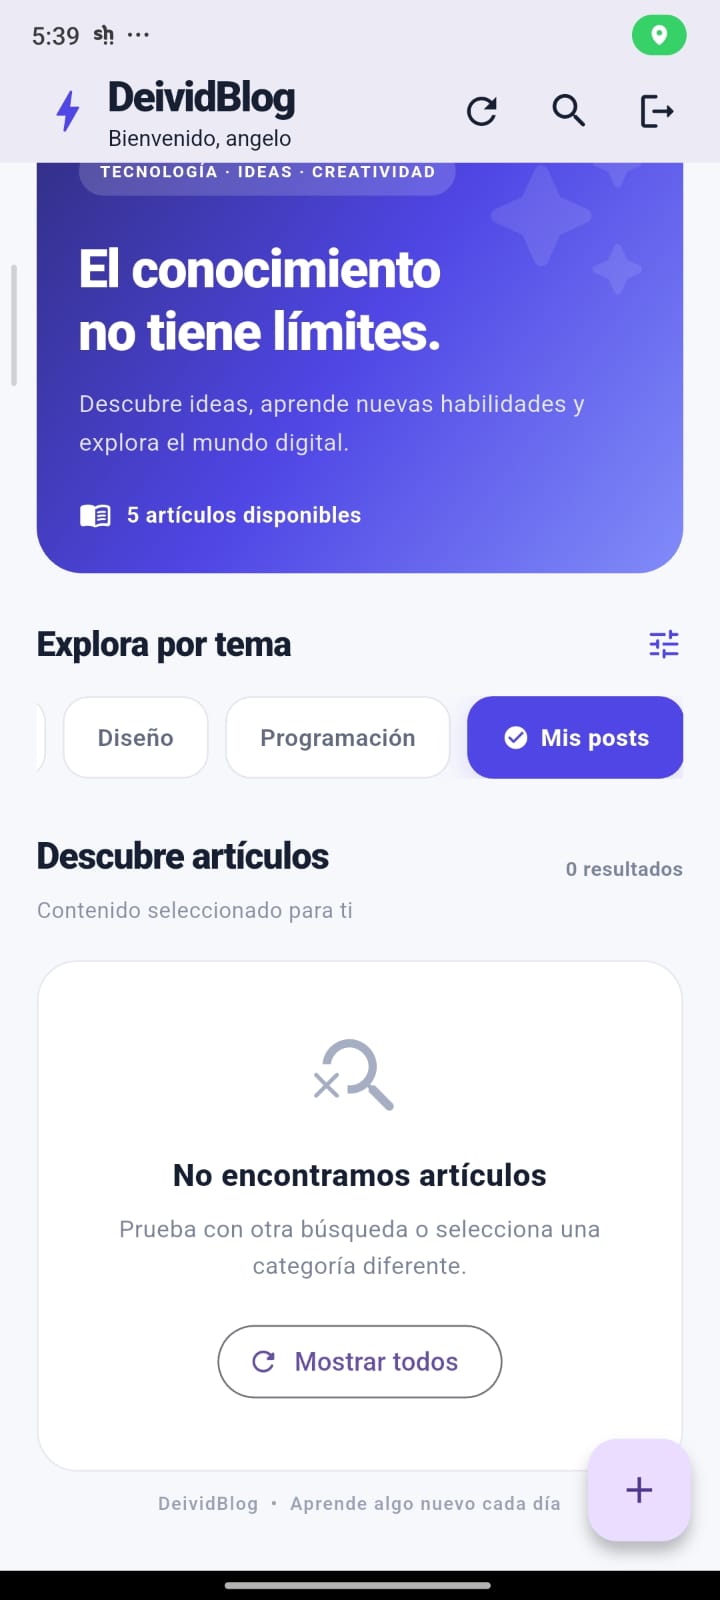 5:39 sh ...
DeividBlog
Bienvenido, angelo
TECNOLOGÍA · IDEAS · CREATIVIDAD
El conocimiento
no tiene límites.
Descubre ideas, aprende nuevas habilidades y
explora el mundo digital.
5 artículos disponibles
Explora por tema
Diseño
Programación
Mis posts
Descubre artículos
0 resultados
Contenido seleccionado para ti
No encontramos artículos
Prueba con otra búsqueda o selecciona una
categoría diferente.
Mostrar todos
DeividBlog • Aprende algo nuevo cada día